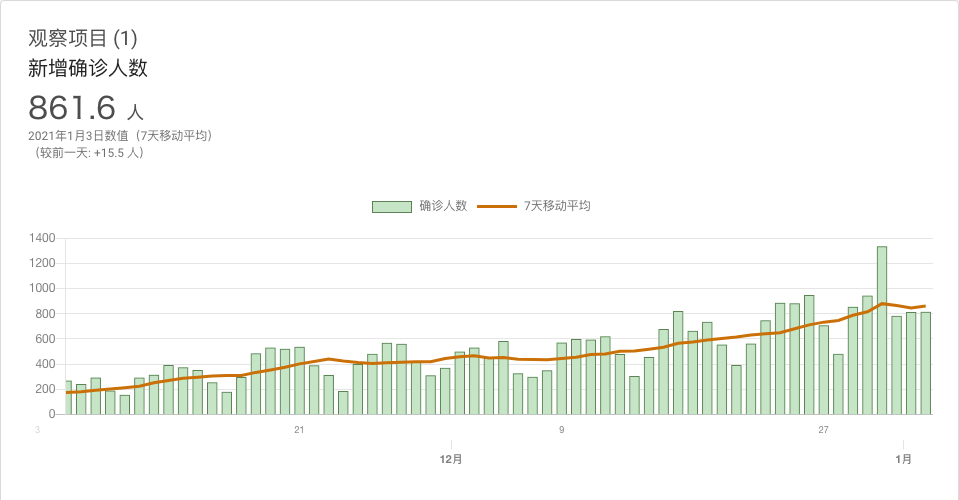 观察项目 (1)
新增确诊人数
861.6 人
2021年1月3日数值（7天移动平均）
（较前一天: +15.5 人）
确诊人数 7天移动平均
1400
1200
1000
800
600
400
200
0
3 21 9 27
12月 1月